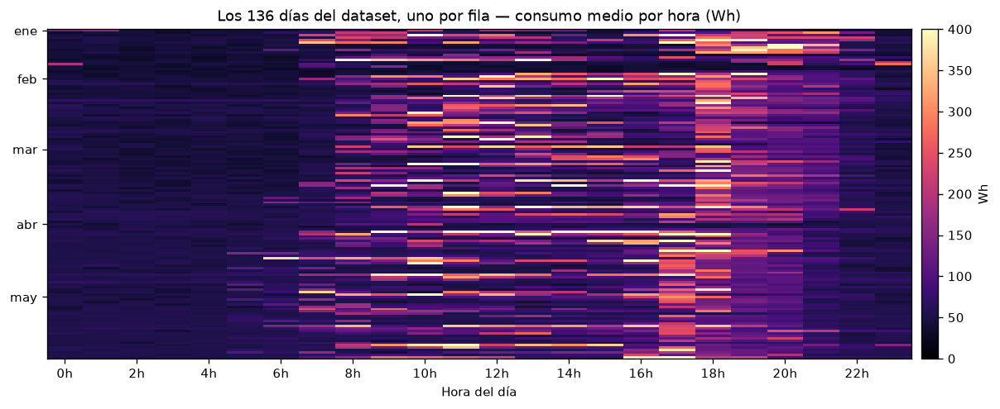 Los 136 días del dataset, uno por fila — consumo medio por hora (Wh)
ene
feb
mar
abr
may
0h 2h 4h 6h 8h 10h 12h 14h 16h 18h 20h 22h
Hora del día
400
350
300
250
200
150
100
50
0
Wh